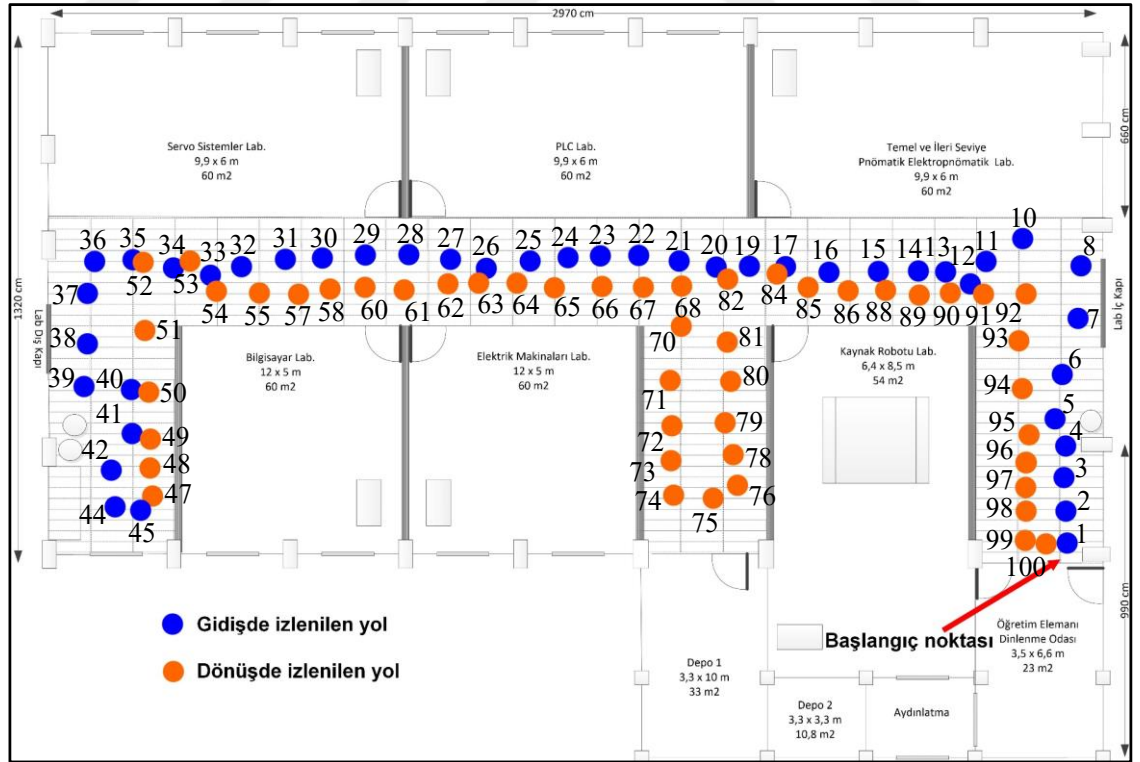 2970 cm
1320 cm
660 cm
990 cm
Servo Sistemler Lab.
9,9 x 6 m
60 m2
PLC Lab.
9,9 x 6 m
60 m2
Temel ve İleri Seviye
Pnömatik Elektropnömatik Lab.
9,9 x 6 m
60 m2
10
36 35 34 33 32 31 30 29 28 27 26 25 24 23 22 21 20 19 17 16 15 14 13 12 11 8
37
52 53 54 55 57 58 60 61 62 63 64 65 66 67 68 82 84 85 86 88 89 90 91 92
7
Lab Dış Kapı
Lab İç Kapı
38 51
70 81
93
39 40 50
71 80
94 6
41 49
72 79
95 5
42 48
73 78
96 4
97 3
44 45 47
74 75 76
98 2
99 100 1
Bilgisayar Lab.
12 x 5 m
60 m2
Elektrik Makinaları Lab.
12 x 5 m
60 m2
Kaynak Robotu Lab.
6,4 x 8,5 m
54 m2
Gidişde izlenilen yol
Dönüşde izlenilen yol
Başlangıç noktası
Öğretim Elemanı
Dinlenme Odası
3,5 x 6,6 m
23 m2
Depo 1
3,3 x 10 m
33 m2
Depo 2
3,3 x 3,3 m
10,8 m2
Aydınlatma